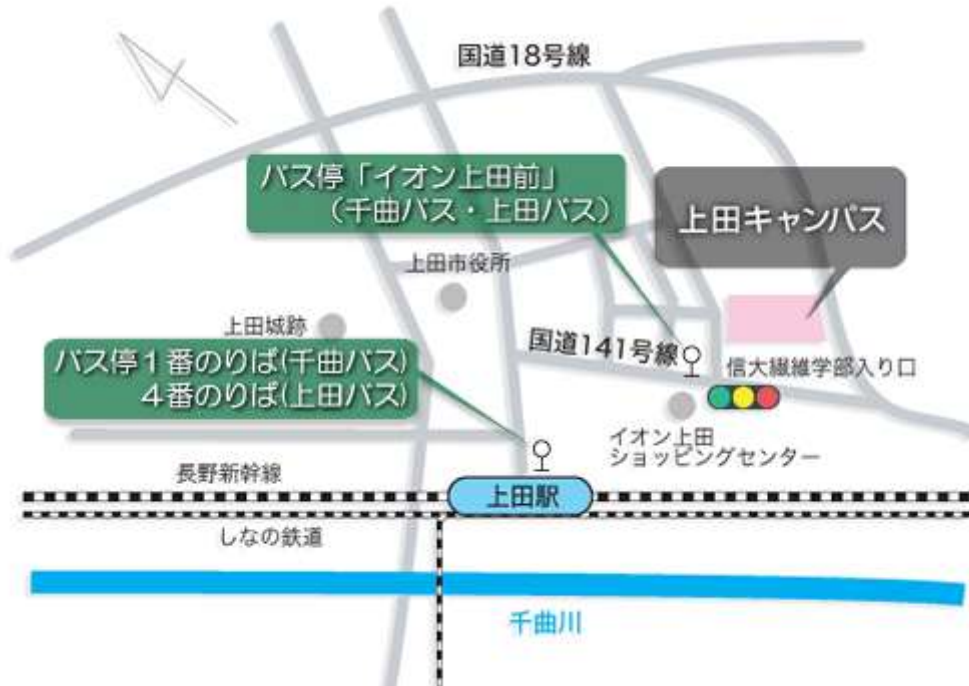 国道18号線
バス停「イオン上田前」
（千曲バス・上田バス）
上田キャンパス
上田市役所
上田城跡
国道141号線
バス停１番のりば(千曲バス)
４番のりば(上田バス)
信大繊維学部入り口
イオン上田
ショッピングセンター
長野新幹線
上田駅
しなの鉄道
千曲川